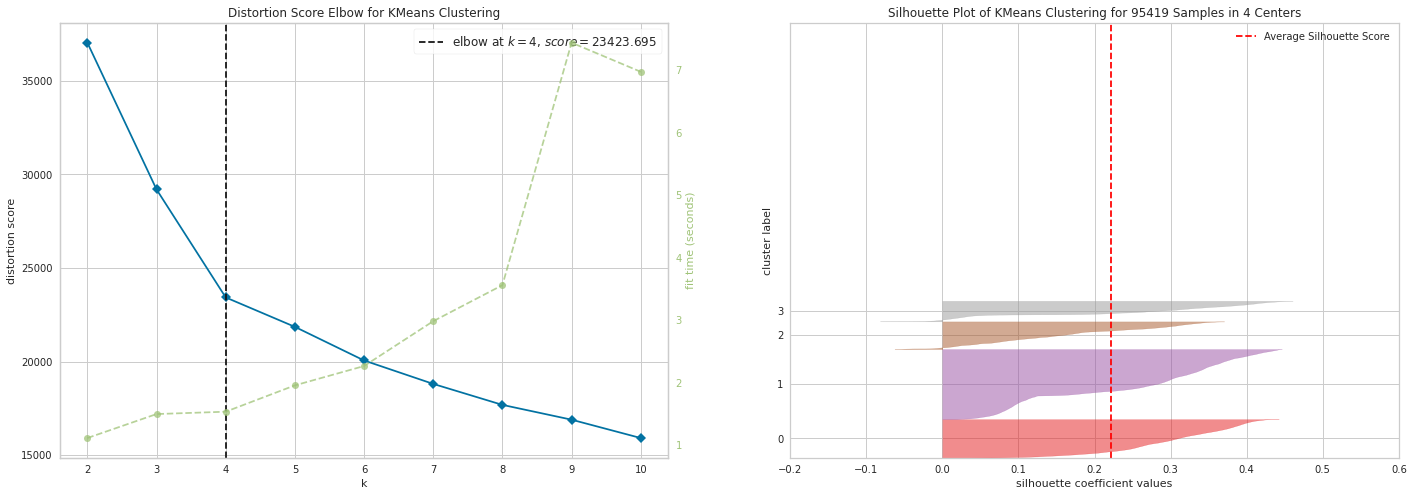 Distortion Score Elbow for KMeans Clustering
elbow at k = 4, score = 23423.695
distortion score
35000
30000
25000
20000
15000
2 3 4 5 6 7 8 9 10
k
7
6
5
4
3
2
1
fit time (seconds)
Silhouette Plot of KMeans Clustering for 95419 Samples in 4 Centers
Average Silhouette Score
cluster label
3
2
1
0
−0.2 −0.1 0.0 0.1 0.2 0.3 0.4 0.5 0.6
silhouette coefficient values